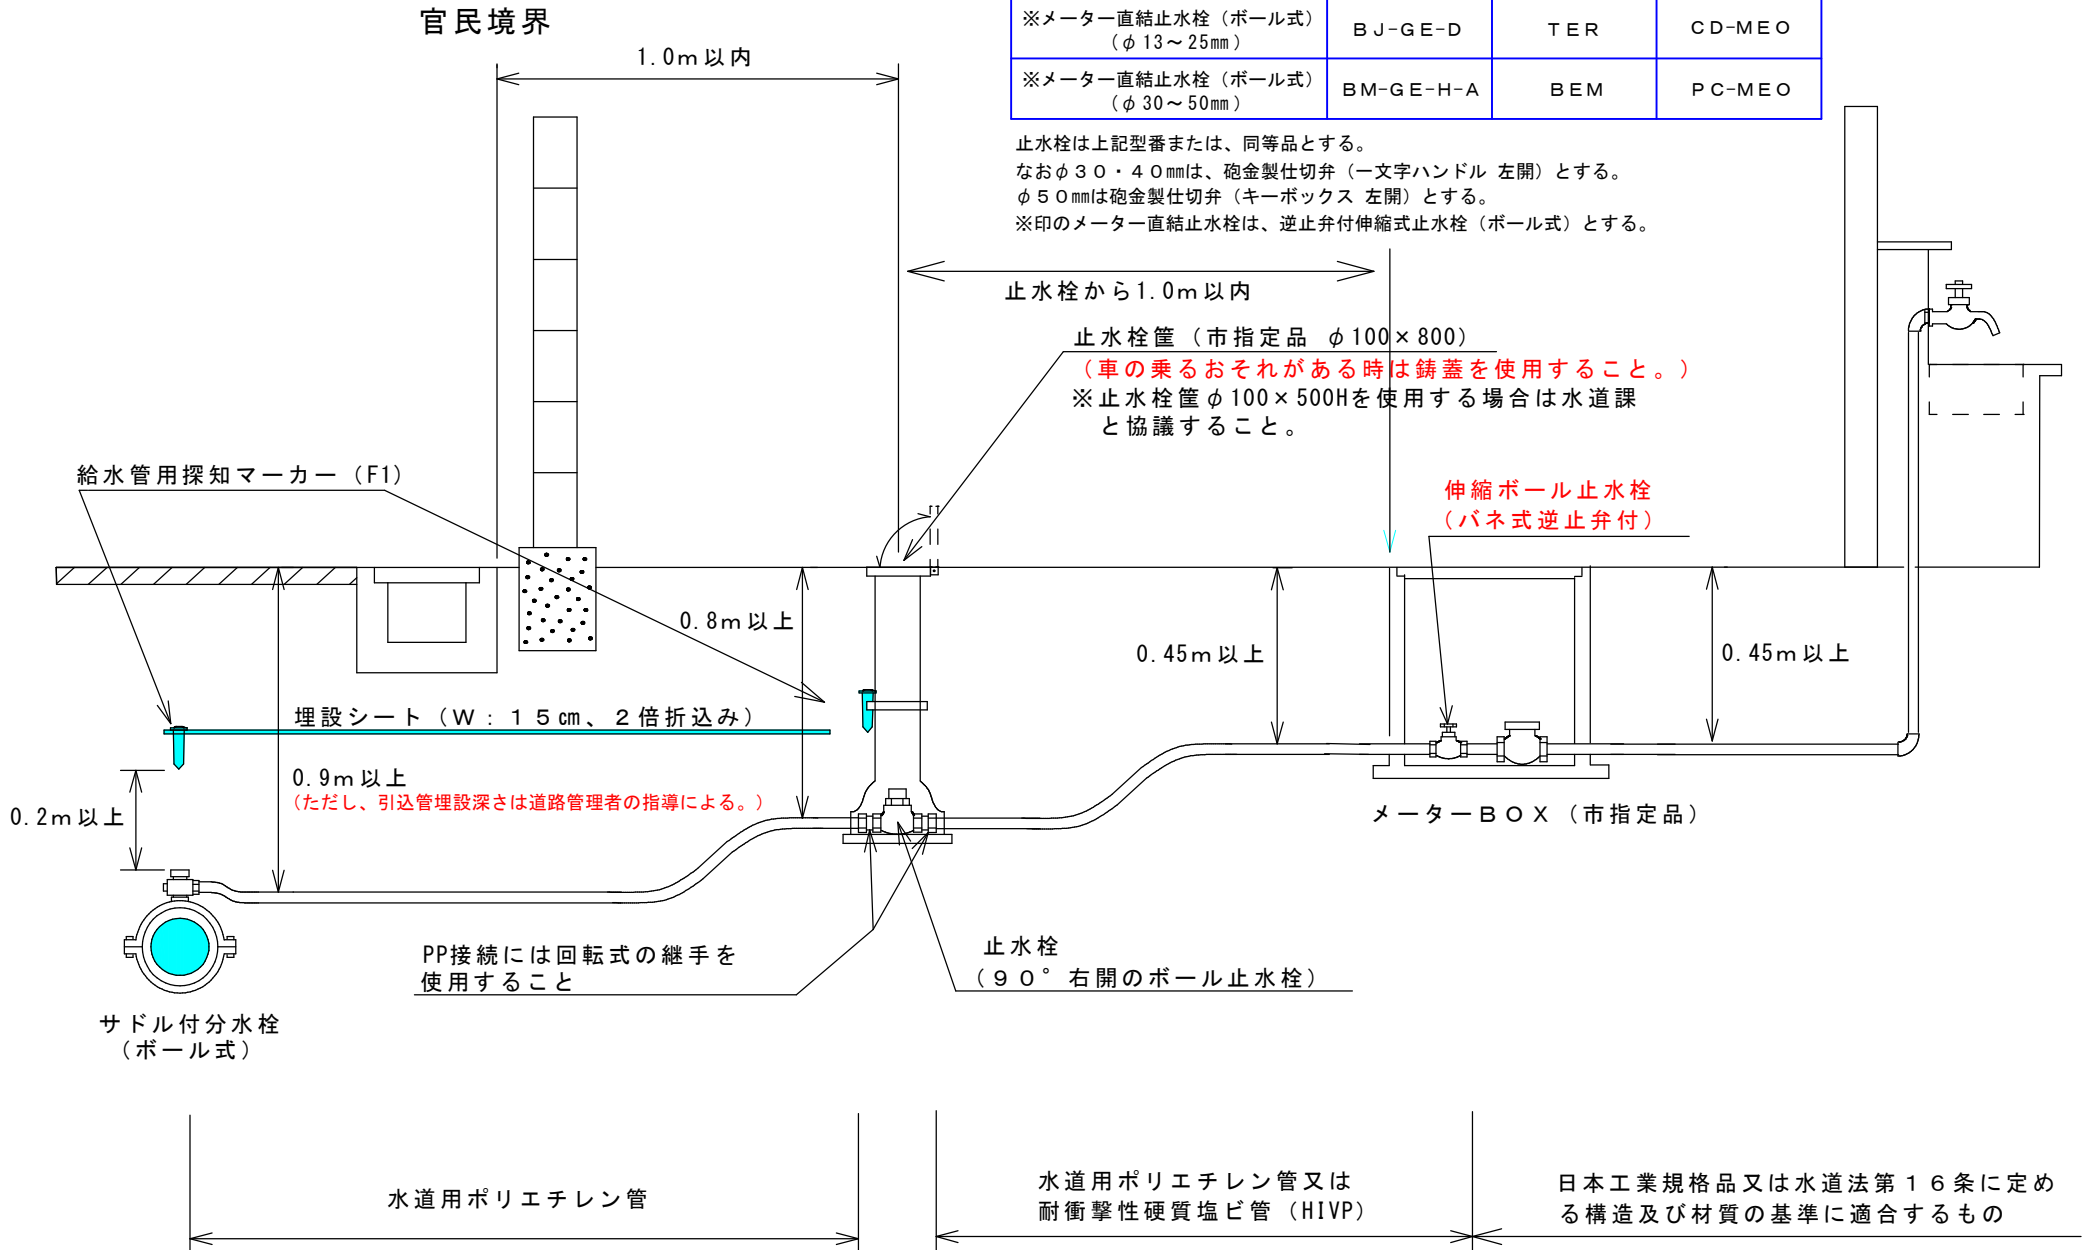 官民境界
1.0m以内
※メーター直結止水栓（ボール式） BJ-GE-D TER CD-MEO
（φ13～25㎜）
※メーター直結止水栓（ボール式） BM-GE-H-A BEM PC-MEO
（φ30～50㎜）
止水栓は上記型番または、同等品とする。
なおφ３０・４０㎜は、砲金製仕切弁（一文字ハンドル 左開）とする。
φ５０㎜は砲金製仕切弁（キーボックス 左開）とする。
※印のメーター直結止水栓は、逆止弁付伸縮式止水栓（ボール式）とする。
止水栓から1.0m以内
止水栓筐（市指定品 φ100×800）
（車の乗るおそれがある時は鋳蓋を使用すること。）
※止水栓筐φ100×500Hを使用する場合は水道課
と協議すること。
給水管用探知マーカー（F1）
伸縮ボール止水栓
（バネ式逆止弁付）
0.8m以上
0.45m以上
0.45m以上
埋設シート（W：１５㎝、２倍折込み）
0.9m以上
（ただし、引込管埋設深さは道路管理者の指導による。）
0.2m以上
メーターＢＯＸ（市指定品）
PP接続には回転式の継手を
使用すること
止水栓
（９０°右開のボール止水栓）
サドル付分水栓
（ボール式）
水道用ポリエチレン管
水道用ポリエチレン管又は
耐衝撃性硬質塩ビ管（HIVP）
日本工業規格品又は水道法第１６条に定め
る構造及び材質の基準に適合するもの